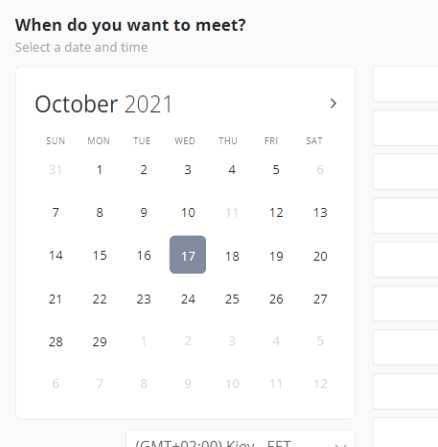 When do you want to meet?
Select a date and time
October 2021
SUN MON TUE WED THU FRI SAT
31 1 2 3 4 5 6
7 8 9 10 11 12 13
14 15 16 17 18 19 20
21 22 23 24 25 26 27
28 29 1 2 3 4 5
6 7 8 9 10 11 12
(GMT+02:00) Kiev - EET